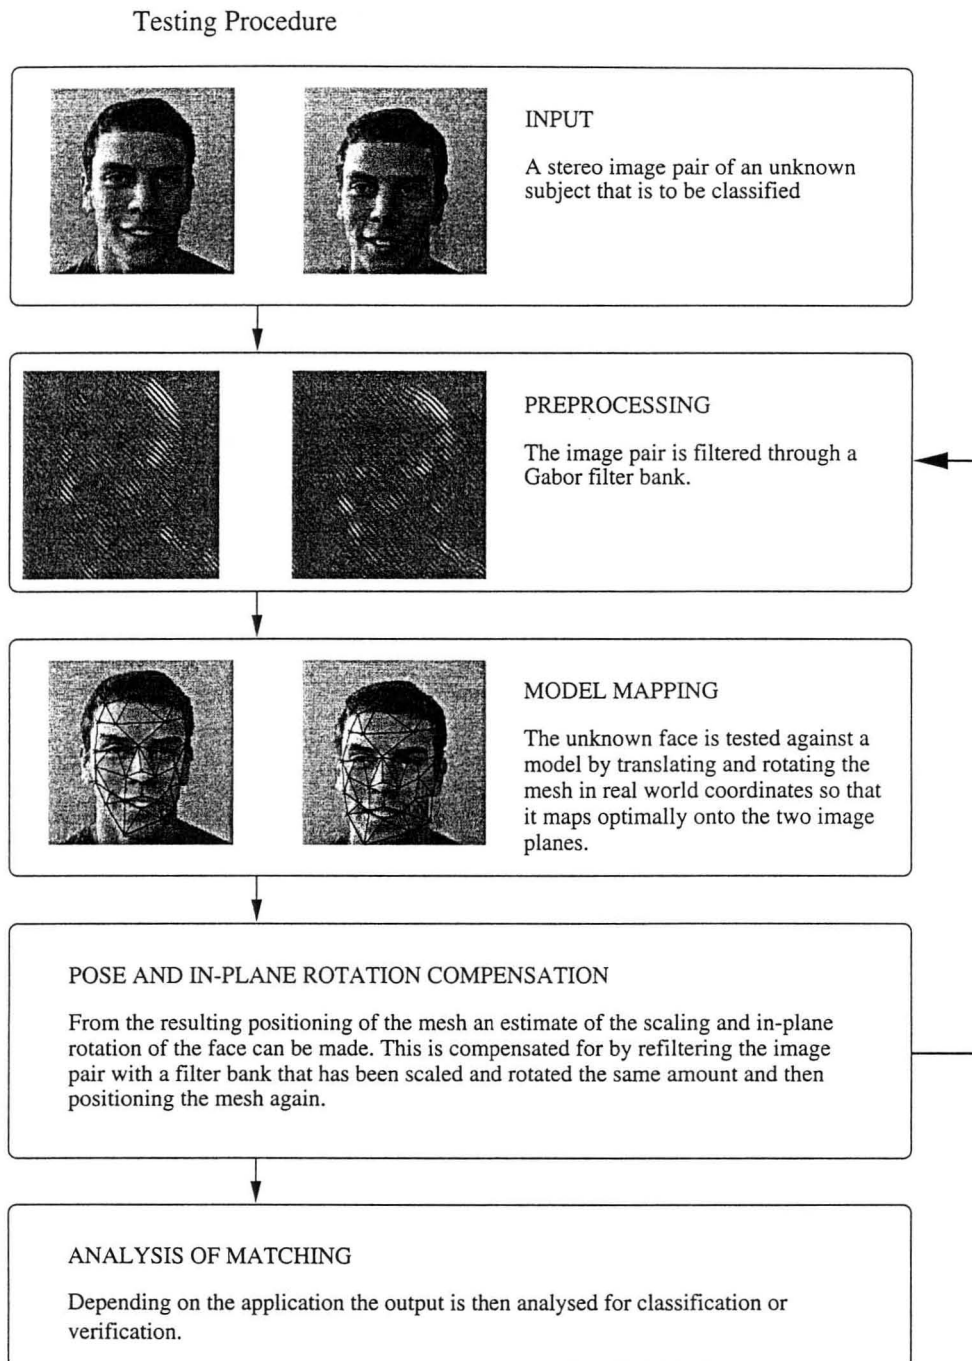 Testing Procedure
INPUT
A stereo image pair of an unknown
subject that is to be classified
PREPROCESSING
The image pair is filtered through a
Gabor filter bank.
MODEL MAPPING
The unknown face is tested against a
model by translating and rotating the
mesh in real world coordinates so that
it maps optimally onto the two image
planes.
POSE AND IN-PLANE ROTATION COMPENSATION
From the resulting positioning of the mesh an estimate of the scaling and in-plane
rotation of the face can be made. This is compensated for by refiltering the image
pair with a filter bank that has been scaled and rotated the same amount and then
positioning the mesh again.
ANALYSIS OF MATCHING
Depending on the application the output is then analysed for classification or
verification.